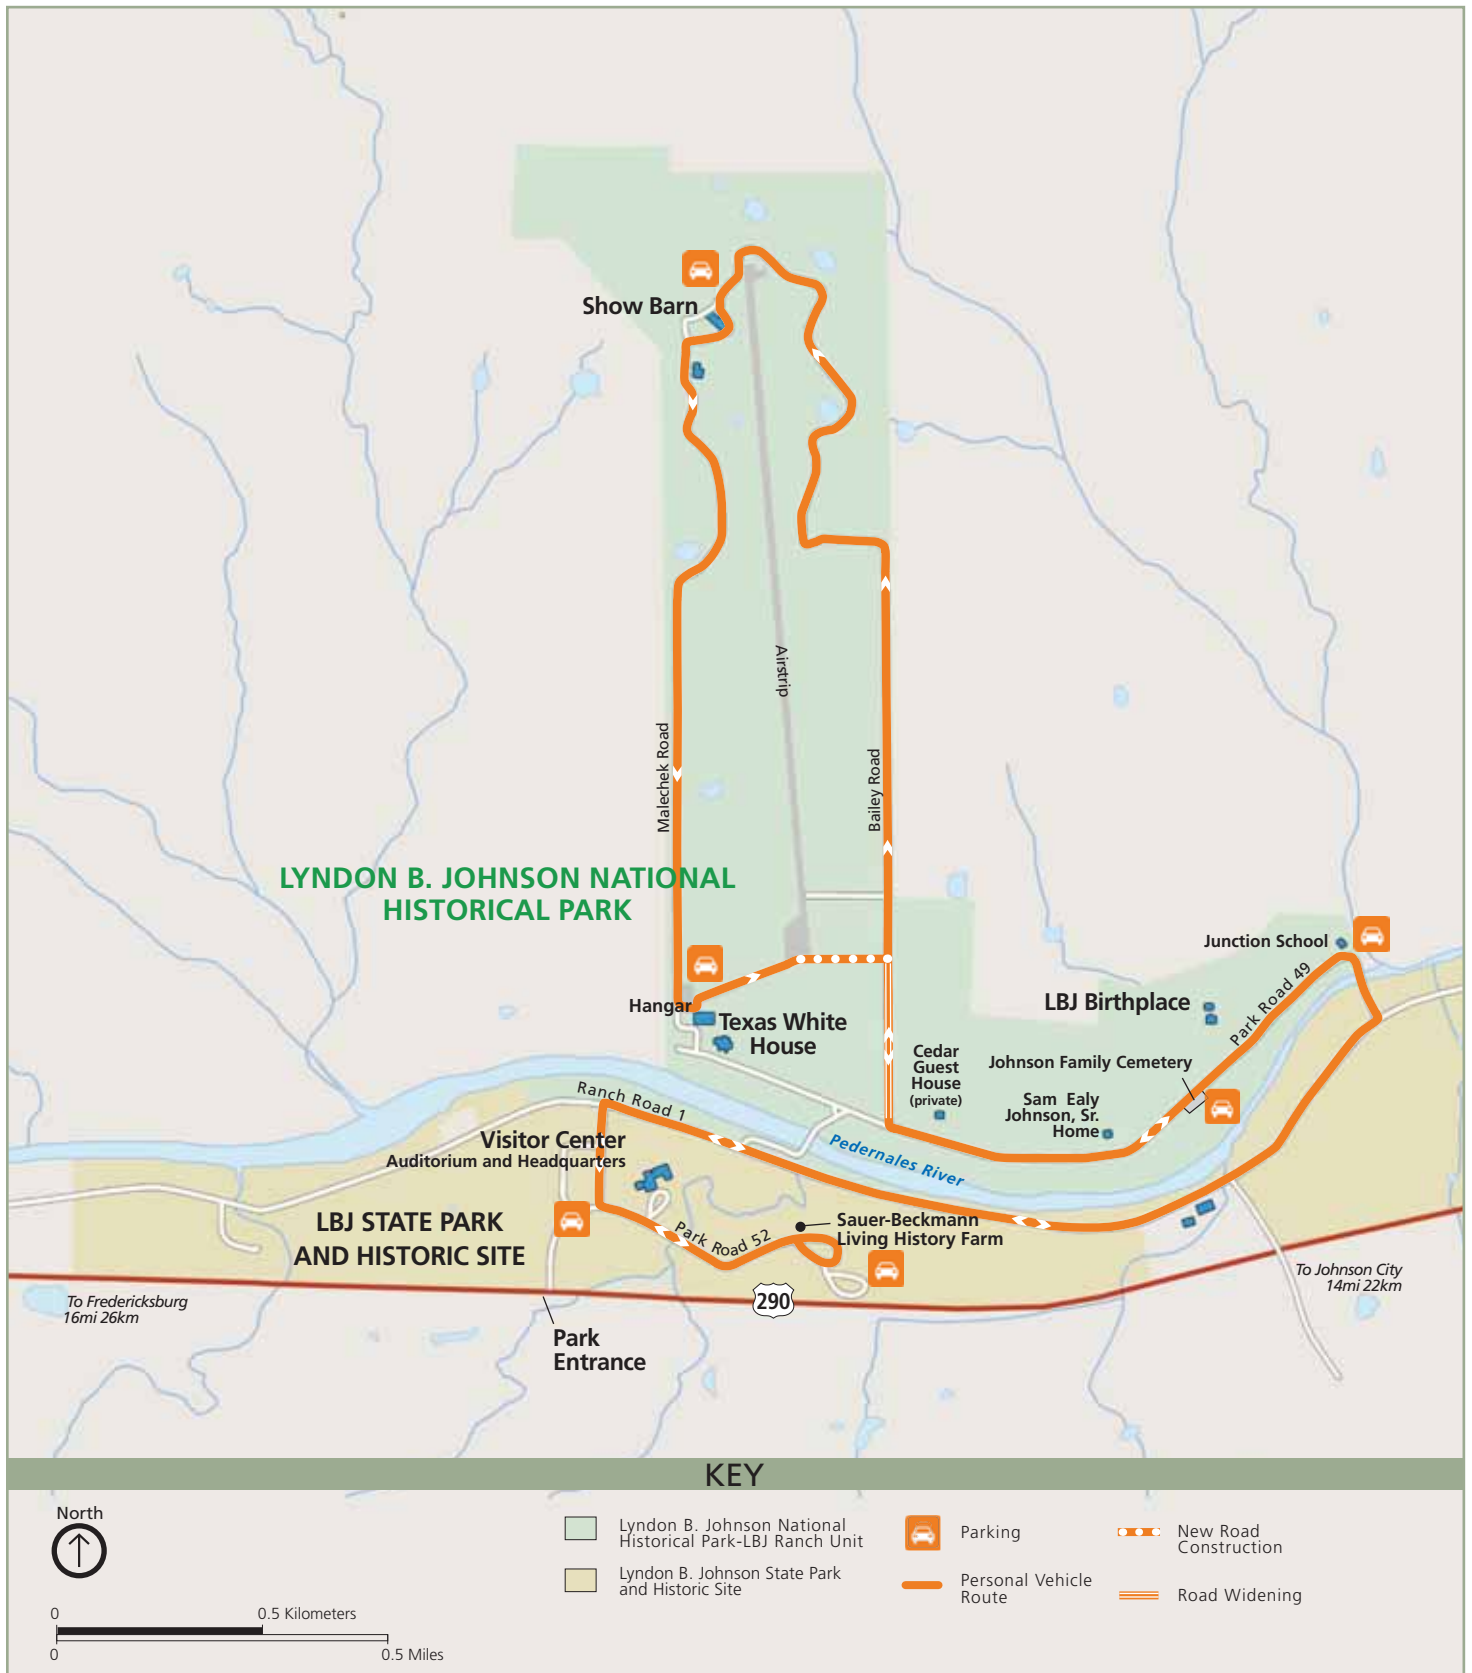 Show Barn
Airstrip
Malechek Road
Bailey Road
LYNDON B. JOHNSON NATIONAL
HISTORICAL PARK
Junction School
Park Road 49
LBJ Birthplace
Hangar
Texas White
House
Cedar
Guest
House
(private)
Johnson Family Cemetery
Sam Ealy
Johnson, Sr.
Home
Ranch Road 1
Visitor Center
Auditorium and Headquarters
Pedernales River
LBJ STATE PARK
AND HISTORIC SITE
Park Road 52
Sauer-Beckmann
Living History Farm
To Johnson City
14mi 22km
To Fredericksburg
16mi 26km
290
Park
Entrance
KEY
North
0 0.5 Kilometers
0 0.5 Miles
Lyndon B. Johnson National
Historical Park-LBJ Ranch Unit
Lyndon B. Johnson State Park
and Historic Site
Parking
Personal Vehicle
Route
New Road
Construction
Road Widening